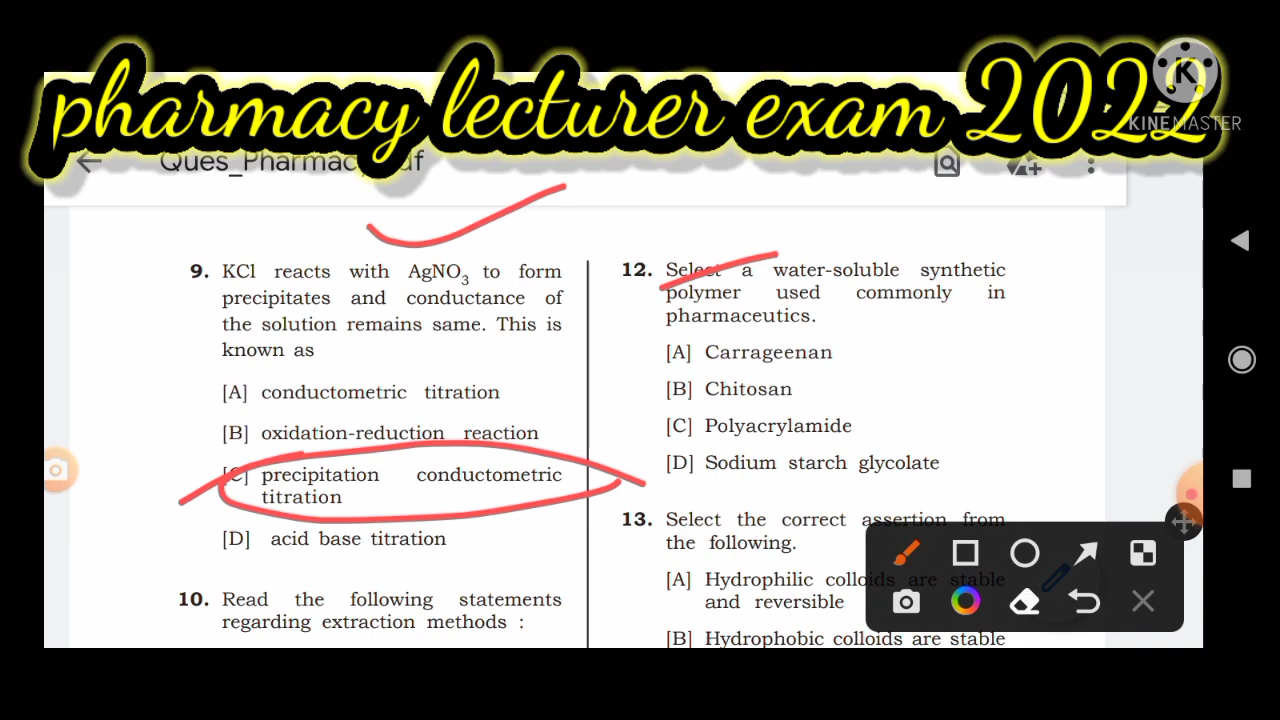 pharmacy lecturer exam 2022
KINEMASTER
9. KCl reacts with AgNO₃ to form
precipitates and conductance of
the solution remains same. This is
known as
[A] conductometric titration
[B] oxidation-reduction reaction
[C] precipitation conductometric
titration
[D] acid base titration
10. Read the following statements
regarding extraction methods :
12. Select a water-soluble synthetic
polymer used commonly in
pharmaceutics.
[A] Carrageenan
[B] Chitosan
[C] Polyacrylamide
[D] Sodium starch glycolate
13. Select the correct assertion from
the following.
[A] Hydrophilic colloids are stable
and reversible
[B] Hydrophobic colloids are stable